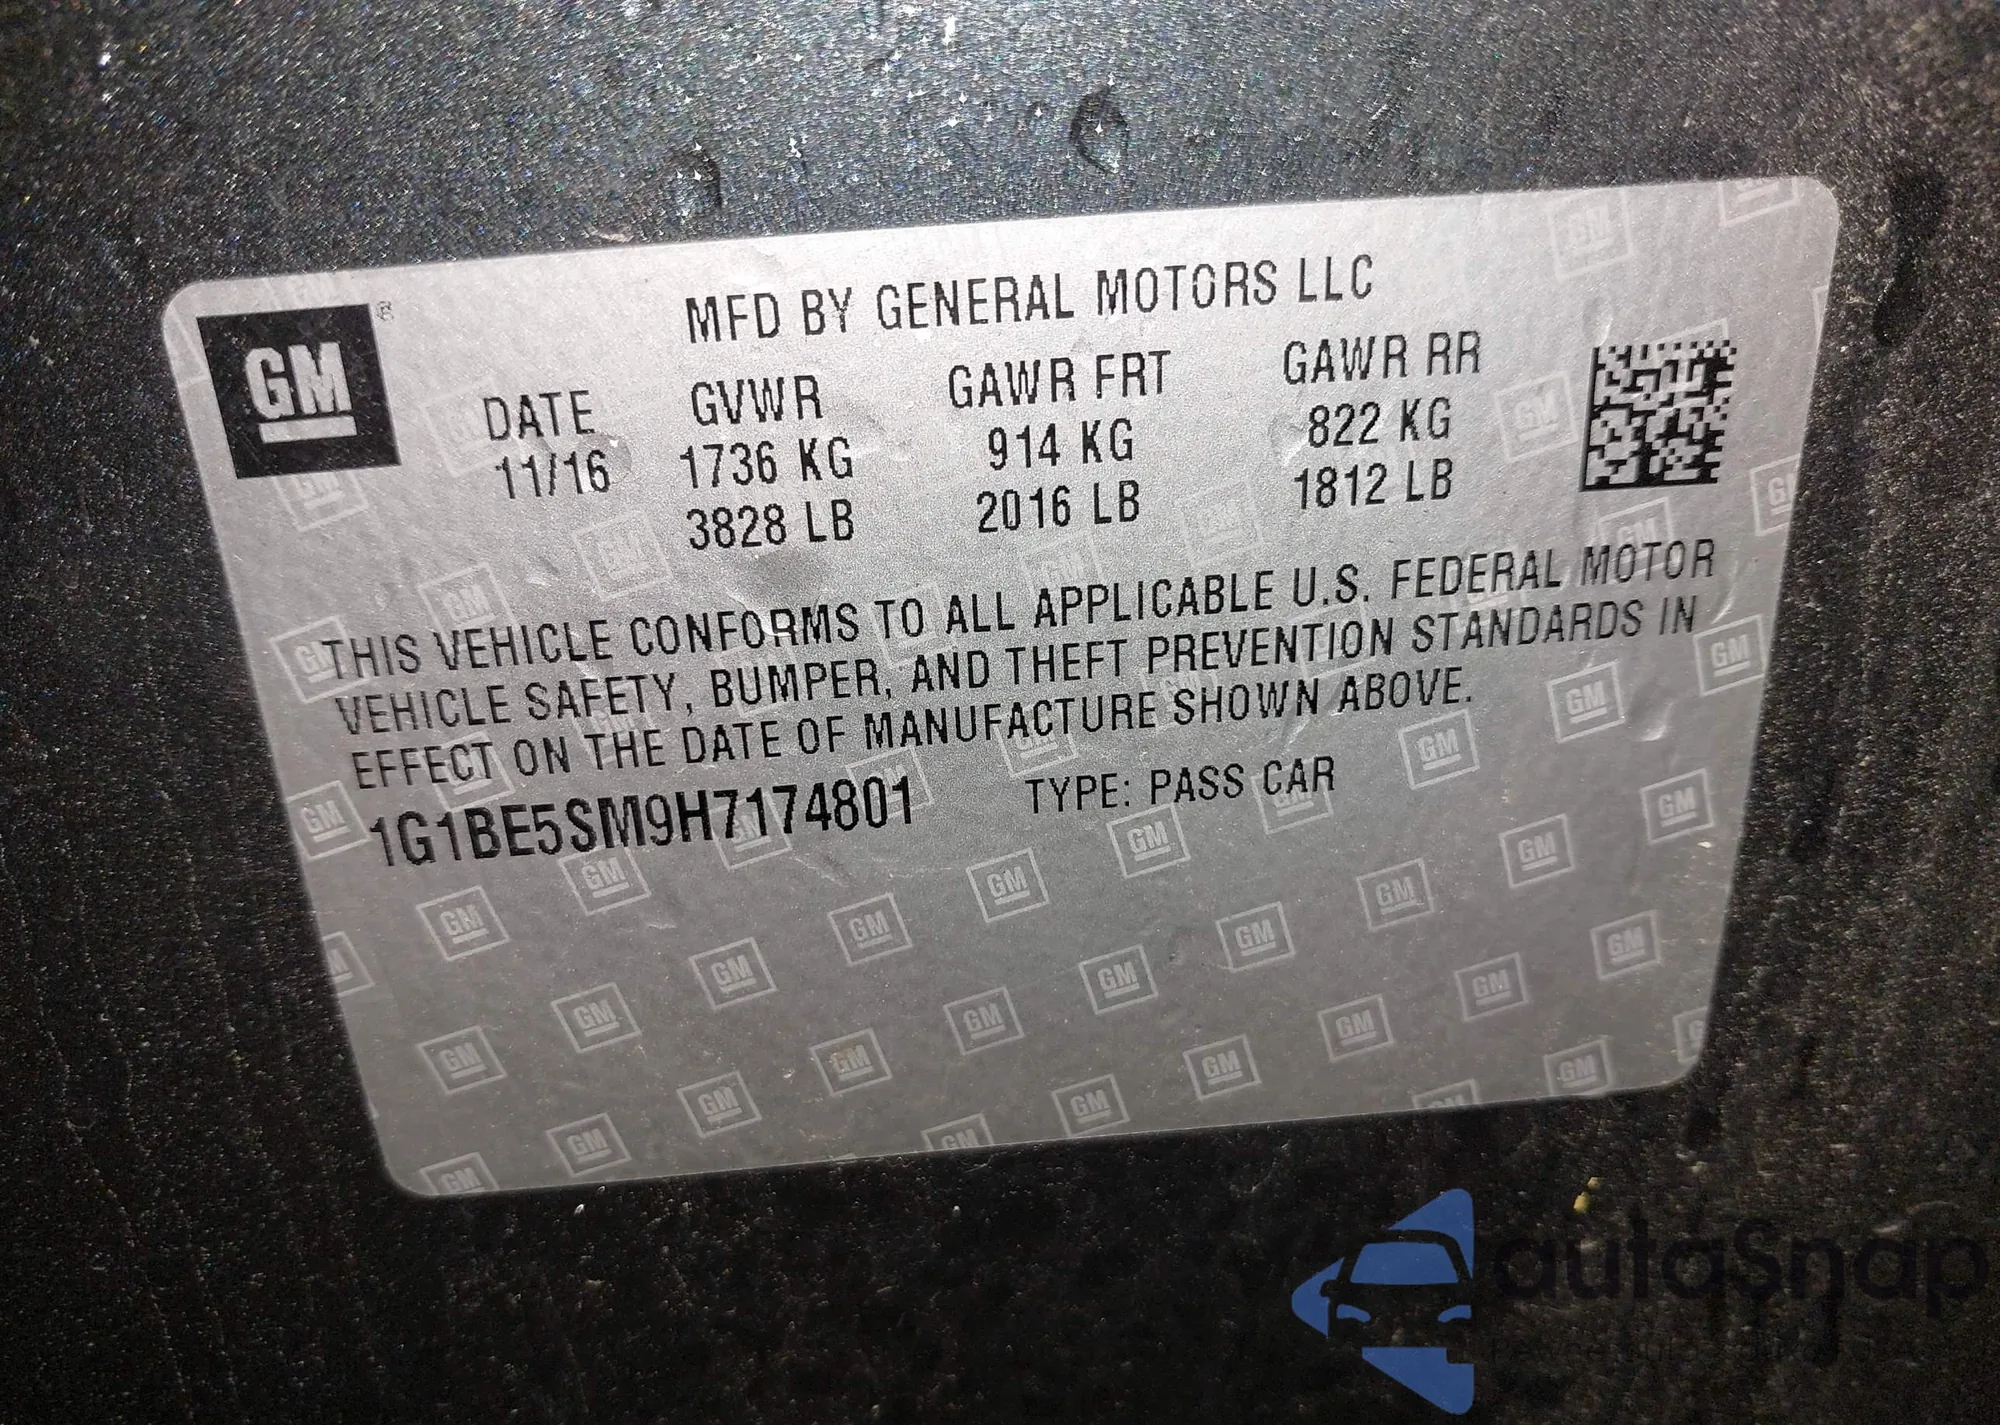 GM
MFD BY GENERAL MOTORS LLC
DATE GVWR GAWR FRT GAWR RR
11/16 1736 KG 914 KG 822 KG
3828 LB 2016 LB 1812 LB
THIS VEHICLE CONFORMS TO ALL APPLICABLE U.S. FEDERAL MOTOR
VEHICLE SAFETY, BUMPER, AND THEFT PREVENTION STANDARDS IN
EFFECT ON THE DATE OF MANUFACTURE SHOWN ABOVE.
1G1BE5SM9H7174801 TYPE: PASS CAR
autaSnap